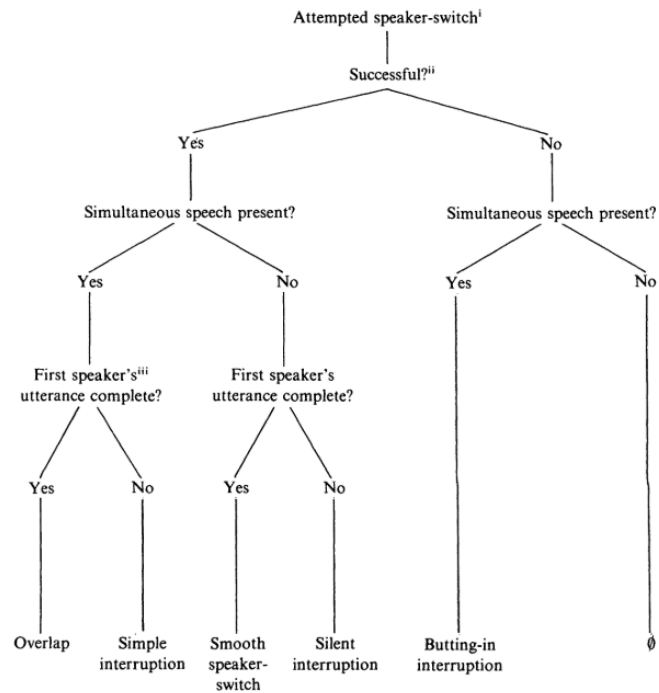 Attempted speaker-switchⁱ
Successful?ⁱⁱ
Yes
No
Simultaneous speech present?
Simultaneous speech present?
Yes
No
Yes
No
First speaker'sⁱⁱⁱ
utterance complete?
First speaker's
utterance complete?
Yes
No
Yes
No
Overlap
Simple
interruption
Smooth
speaker-
switch
Silent
interruption
Butting-in
interruption
∅